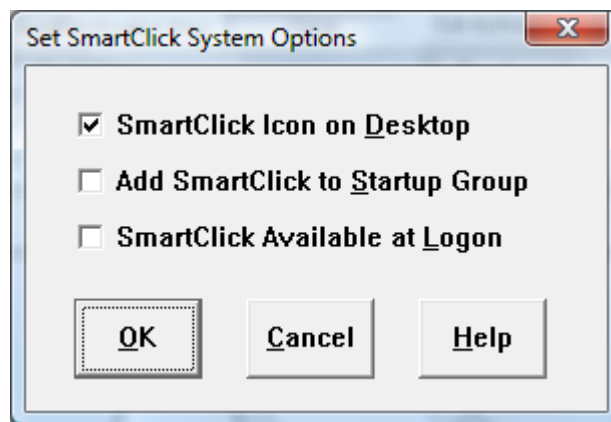 Set SmartClick System Options
SmartClick Icon on Desktop
Add SmartClick to Startup Group
SmartClick Available at Logon
OK Cancel Help